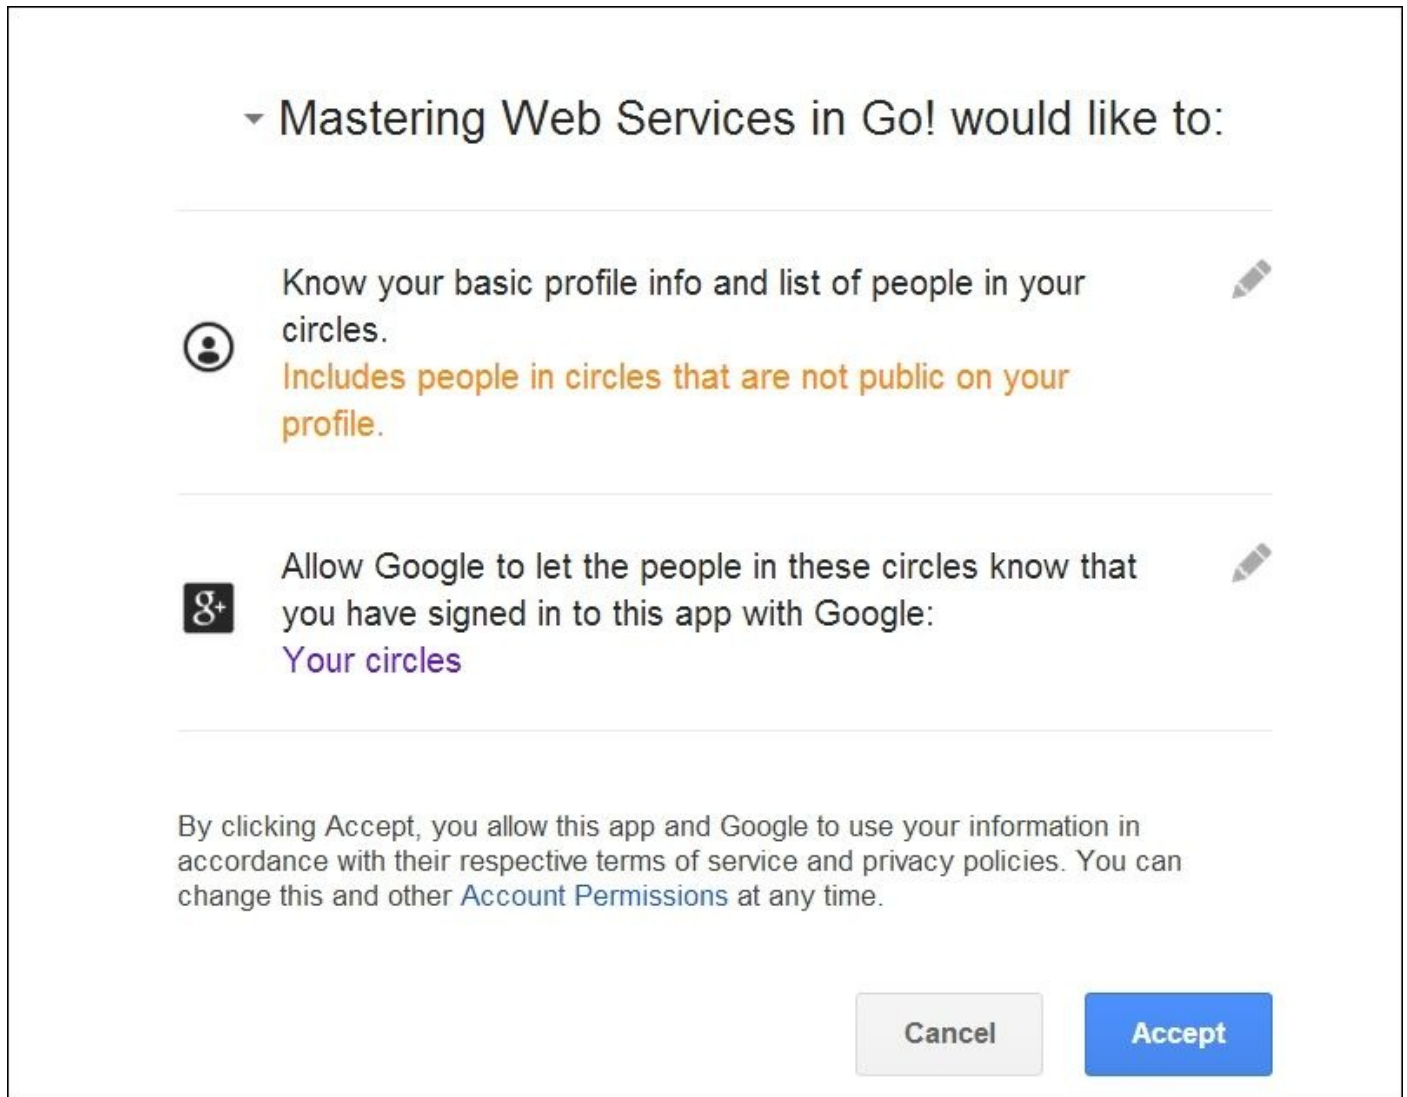 Mastering Web Services in Go! would like to:
Know your basic profile info and list of people in your
circles.
Includes people in circles that are not public on your
profile.
Allow Google to let the people in these circles know that
g+ you have signed in to this app with Google:
Your circles
By clicking Accept, you allow this app and Google to use your information in
accordance with their respective terms of service and privacy policies. You can
change this and other Account Permissions at any time.
Cancel Accept